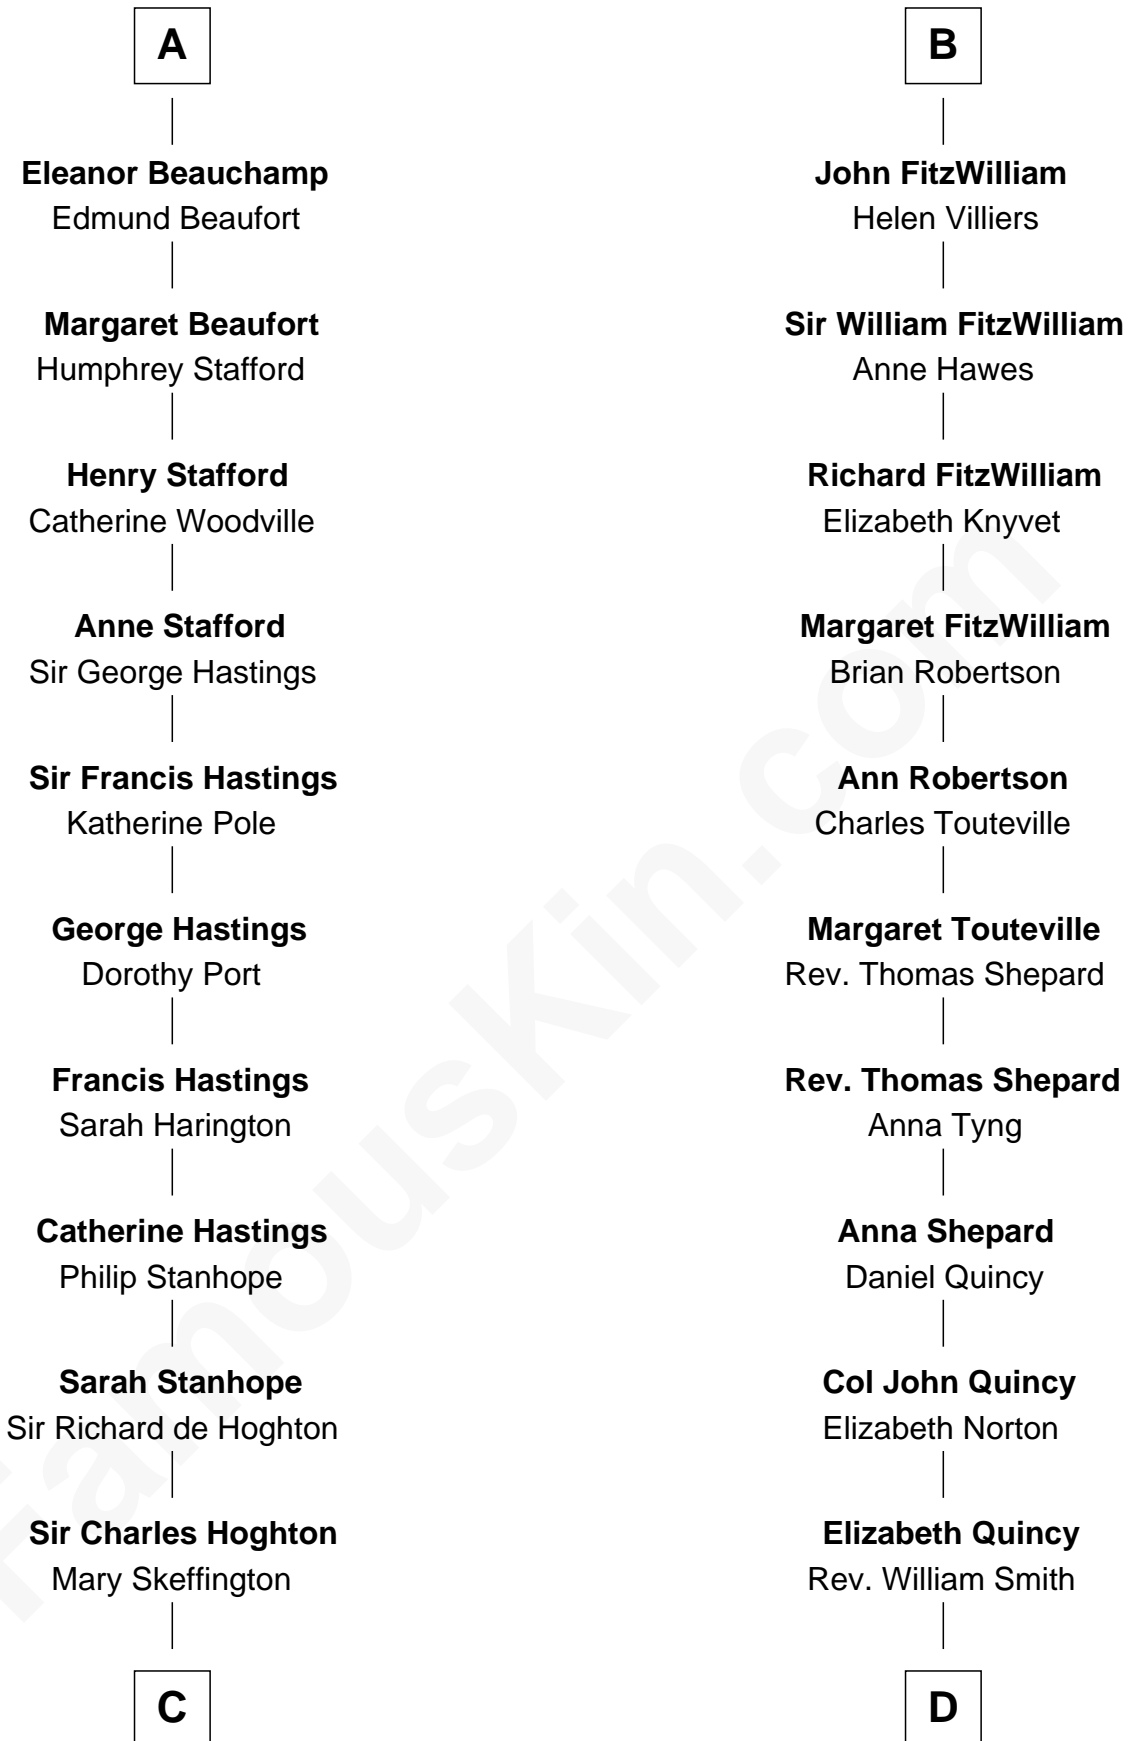 A
Eleanor Beauchamp
Edmund Beaufort
Margaret Beaufort
Humphrey Stafford
Henry Stafford
Catherine Woodville
Anne Stafford
Sir George Hastings
Sir Francis Hastings
Katherine Pole
George Hastings
Dorothy Port
Francis Hastings
Sarah Harington
Catherine Hastings
Philip Stanhope
Sarah Stanhope
Sir Richard de Hoghton
Sir Charles Hoghton
Mary Skeffington
C
B
John FitzWilliam
Helen Villiers
Sir William FitzWilliam
Anne Hawes
Richard FitzWilliam
Elizabeth Knyvet
Margaret FitzWilliam
Brian Robertson
Ann Robertson
Charles Touteville
Margaret Touteville
Rev. Thomas Shepard
Rev. Thomas Shepard
Anna Tyng
Anna Shepard
Daniel Quincy
Col John Quincy
Elizabeth Norton
Elizabeth Quincy
Rev. William Smith
D
FamousKin.com